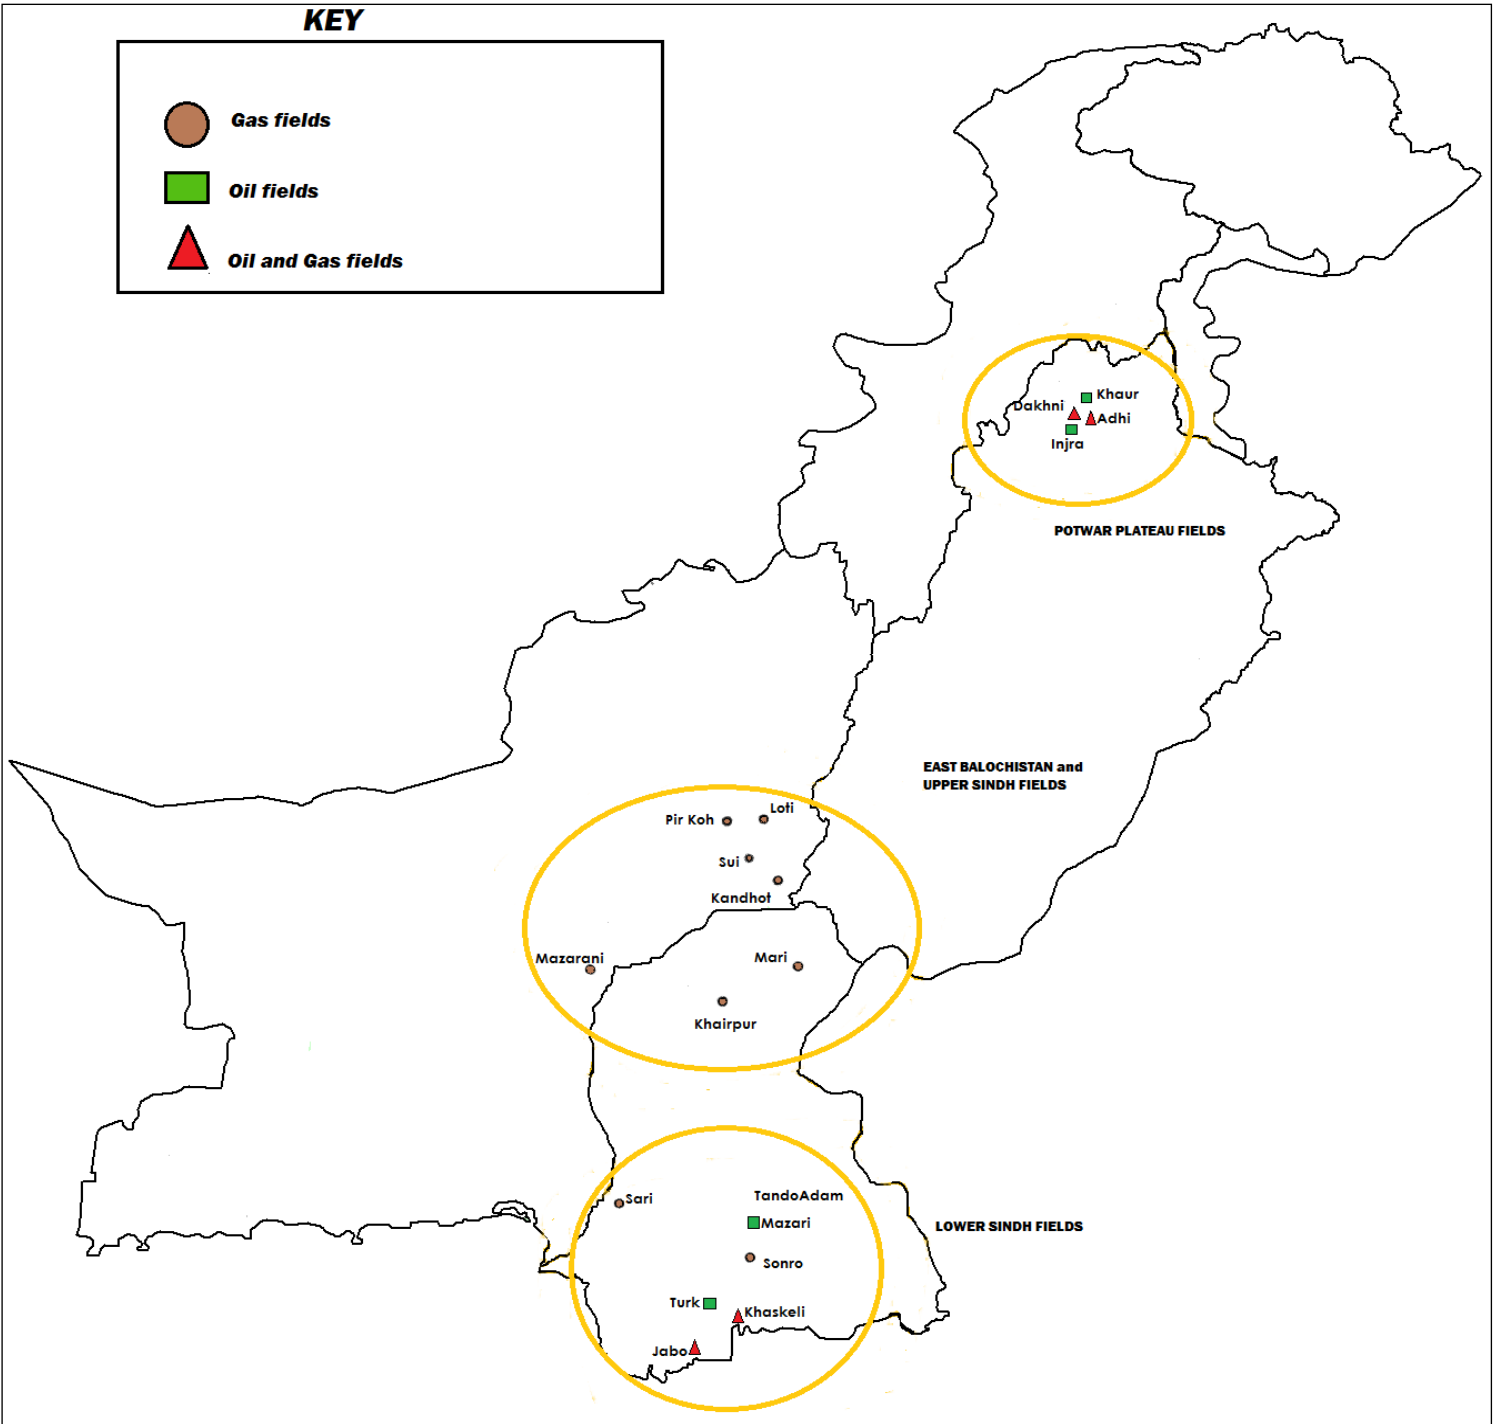 KEY
Gas fields
Oil fields
Oil and Gas fields
Khaur
Dakhni
Adhi
Injra
POTWAR PLATEAU FIELDS
EAST BALOCHISTAN and
UPPER SINDH FIELDS
Loti
Pir Koh
Sui
Kandhot
Mazarani
Mari
Khairpur
Sari
TandoAdam
Mazari
LOWER SINDH FIELDS
Sonro
Turk
Khaskeli
Jabo